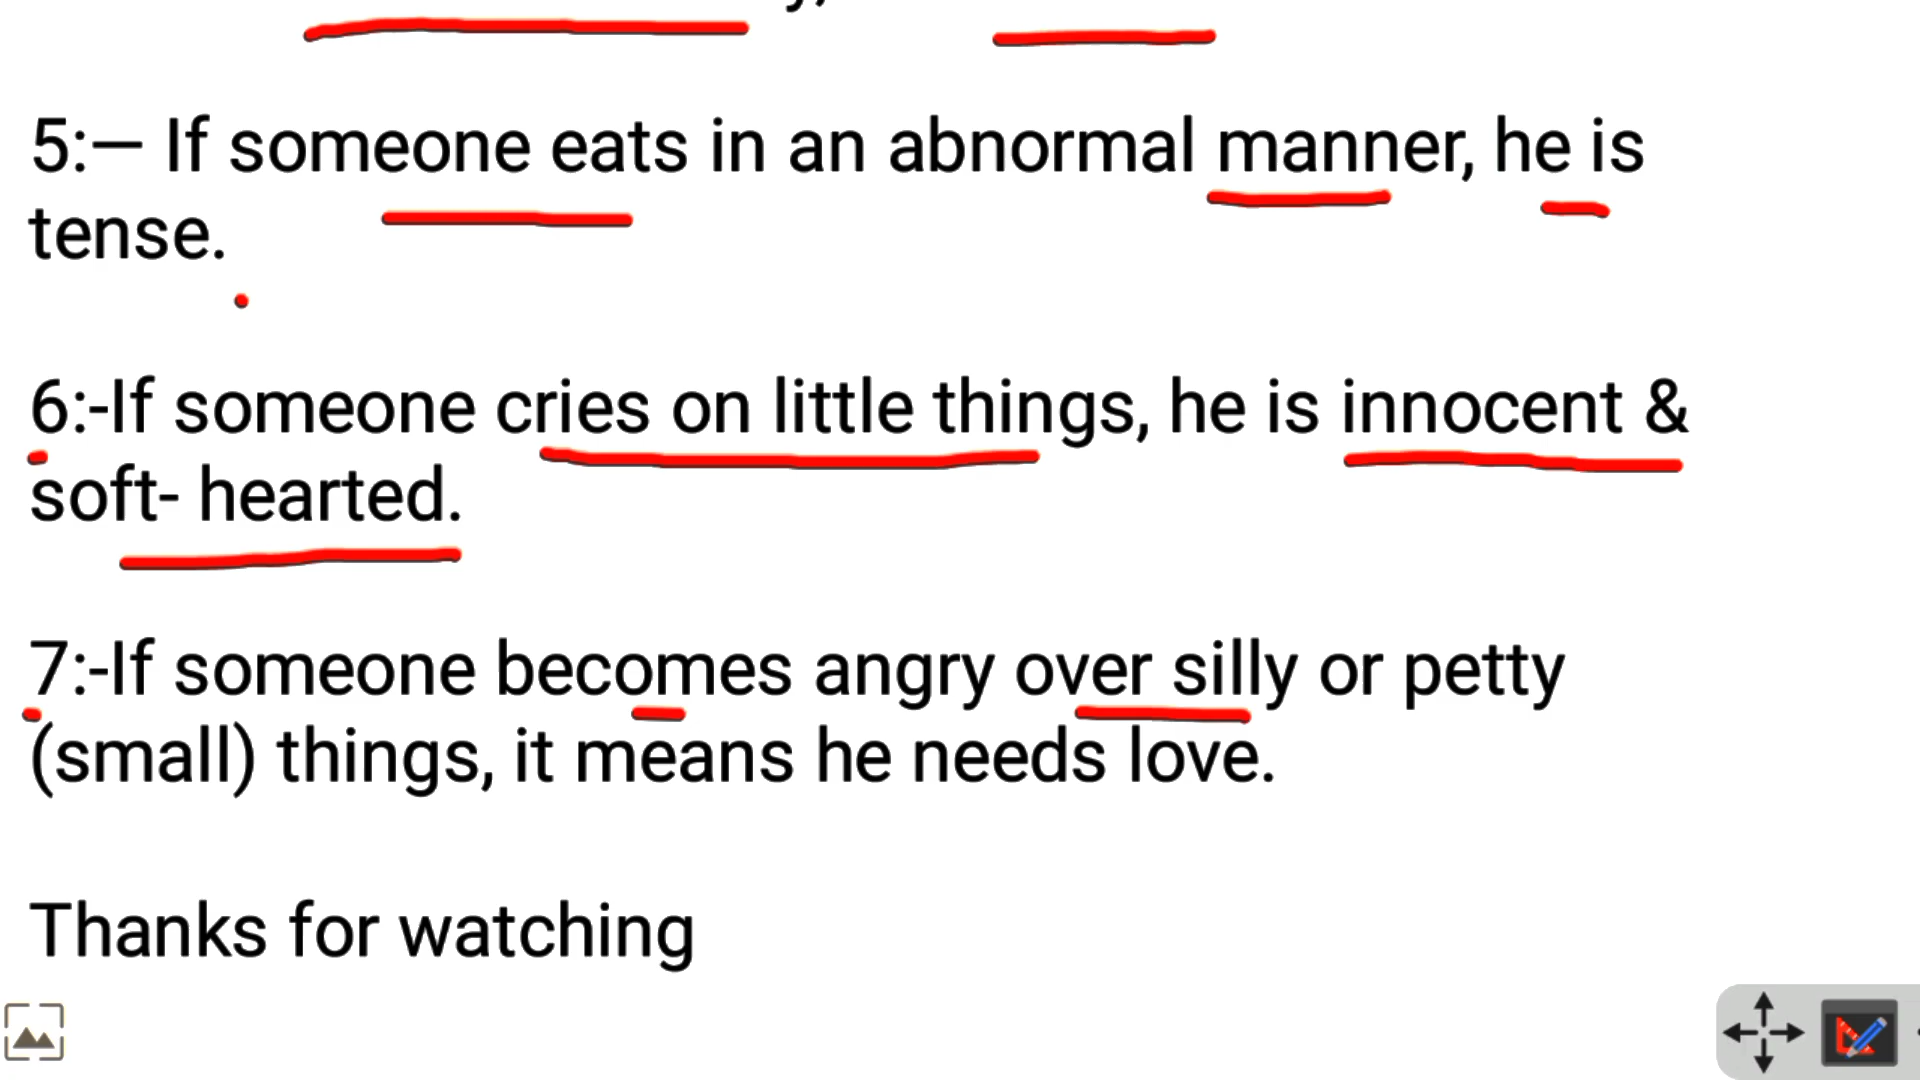 5:— If someone eats in an abnormal manner, he is
tense.
6:-If someone cries on little things, he is innocent &
soft- hearted.
7:-If someone becomes angry over silly or petty
(small) things, it means he needs love.
Thanks for watching